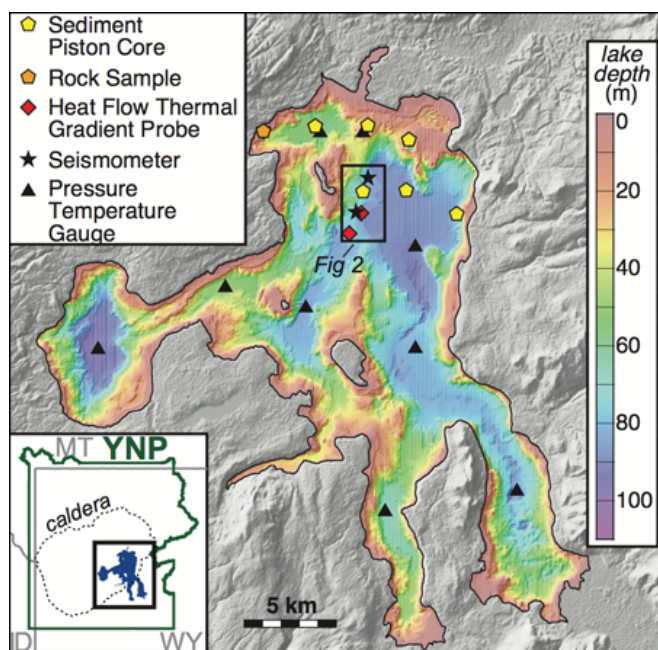 Sediment
Piston Core
Rock Sample
Heat Flow Thermal
Gradient Probe
Seismometer
Pressure
Temperature
Gauge
lake
depth
(m)
0
20
40
60
80
100
Fig 2
MT YNP
caldera
ID
WY
5 km